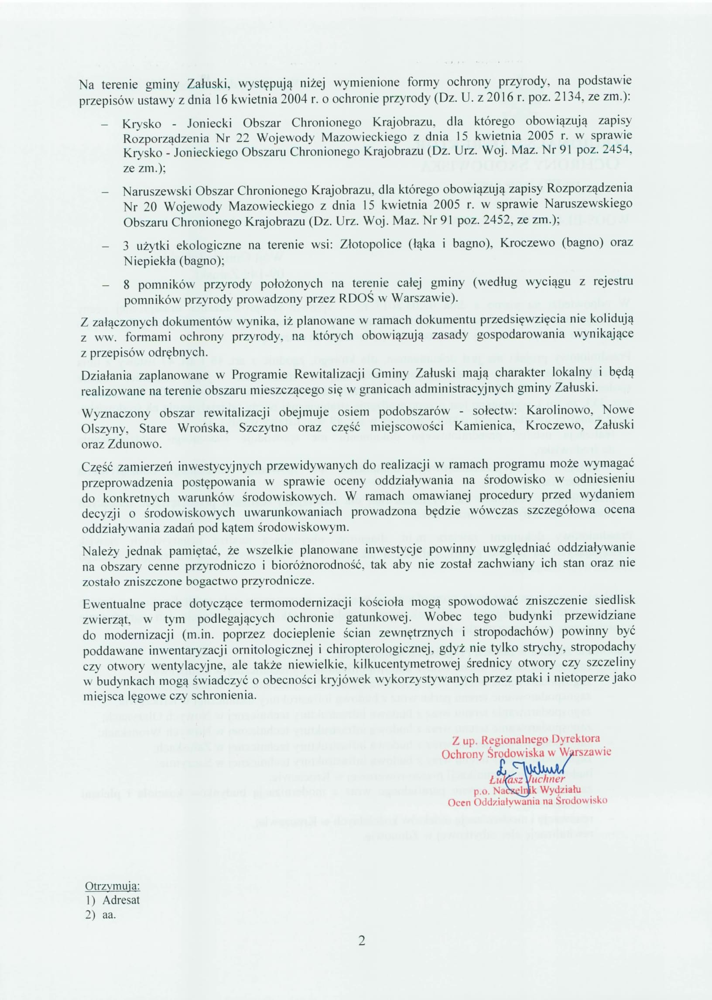 Na terenie gminy Załuski, występują niżej wymienione formy ochrony przyrody, na podstawie
przepisów ustawy z dnia 16 kwietnia 2004 r. o ochronie przyrody (Dz. U. z 2016 r. poz. 2134, ze zm.):
– Krysko - Joniecki Obszar Chronionego Krajobrazu, dla którego obowiązują zapisy
Rozporządzenia Nr 22 Wojewody Mazowieckiego z dnia 15 kwietnia 2005 r. w sprawie
Krysko - Jonieckiego Obszaru Chronionego Krajobrazu (Dz. Urz. Woj. Maz. Nr 91 poz. 2454,
ze zm.);
– Naruszewski Obszar Chronionego Krajobrazu, dla którego obowiązują zapisy Rozporządzenia
Nr 20 Wojewody Mazowieckiego z dnia 15 kwietnia 2005 r. w sprawie Naruszewskiego
Obszaru Chronionego Krajobrazu (Dz. Urz. Woj. Maz. Nr 91 poz. 2452, ze zm.);
– 3 użytki ekologiczne na terenie wsi: Złotopolice (łąka i bagno), Kroczewo (bagno) oraz
Niepiekła (bagno);
– 8 pomników przyrody położonych na terenie całej gminy (według wyciągu z rejestru
pomników przyrody prowadzony przez RDOŚ w Warszawie).
Z załączonych dokumentów wynika, iż planowane w ramach dokumentu przedsięwzięcia nie kolidują
z ww. formami ochrony przyrody, na których obowiązują zasady gospodarowania wynikające
z przepisów odrębnych.
Działania zaplanowane w Programie Rewitalizacji Gminy Załuski mają charakter lokalny i będą
realizowane na terenie obszaru mieszczącego się w granicach administracyjnych gminy Załuski.
Wyznaczony obszar rewitalizacji obejmuje osiem podobszarów - sołectw: Karolinowo, Nowe
Olszyny, Stare Wrońska, Szczytno oraz część miejscowości Kamienica, Kroczewo, Załuski
oraz Zdunowo.
Część zamierzeń inwestycyjnych przewidywanych do realizacji w ramach programu może wymagać
przeprowadzenia postępowania w sprawie oceny oddziaływania na środowisko w odniesieniu
do konkretnych warunków środowiskowych. W ramach omawianej procedury przed wydaniem
decyzji o środowiskowych uwarunkowaniach prowadzona będzie wówczas szczegółowa ocena
oddziaływania zadań pod kątem środowiskowym.
Należy jednak pamiętać, że wszelkie planowane inwestycje powinny uwzględniać oddziaływanie
na obszary cenne przyrodniczo i bioróżnorodność, tak aby nie został zachwiany ich stan oraz nie
zostało zniszczone bogactwo przyrodnicze.
Ewentualne prace dotyczące termomodernizacji kościoła mogą spowodować zniszczenie siedlisk
zwierząt, w tym podlegających ochronie gatunkowej. Wobec tego budynki przewidziane
do modernizacji (m.in. poprzez docieplenie ścian zewnętrznych i stropodachów) powinny być
poddawane inwentaryzacji ornitologicznej i chiropterologicznej, gdyż nie tylko strychy, stropodachy
czy otwory wentylacyjne, ale także niewielkie, kilkucentymetrowej średnicy otwory czy szczeliny
w budynkach mogą świadczyć o obecności kryjówek wykorzystywanych przez ptaki i nietoperze jako
miejsca lęgowe czy schronienia.
Z up. Regionalnego Dyrektora
Ochrony Środowiska w Warszawie
Ł. Juchner
Łukasz Juchner
p.o. Naczelnik Wydziału
Ocen Oddziaływania na Środowisko
Otrzymują:
1) Adresat
2) aa.
2